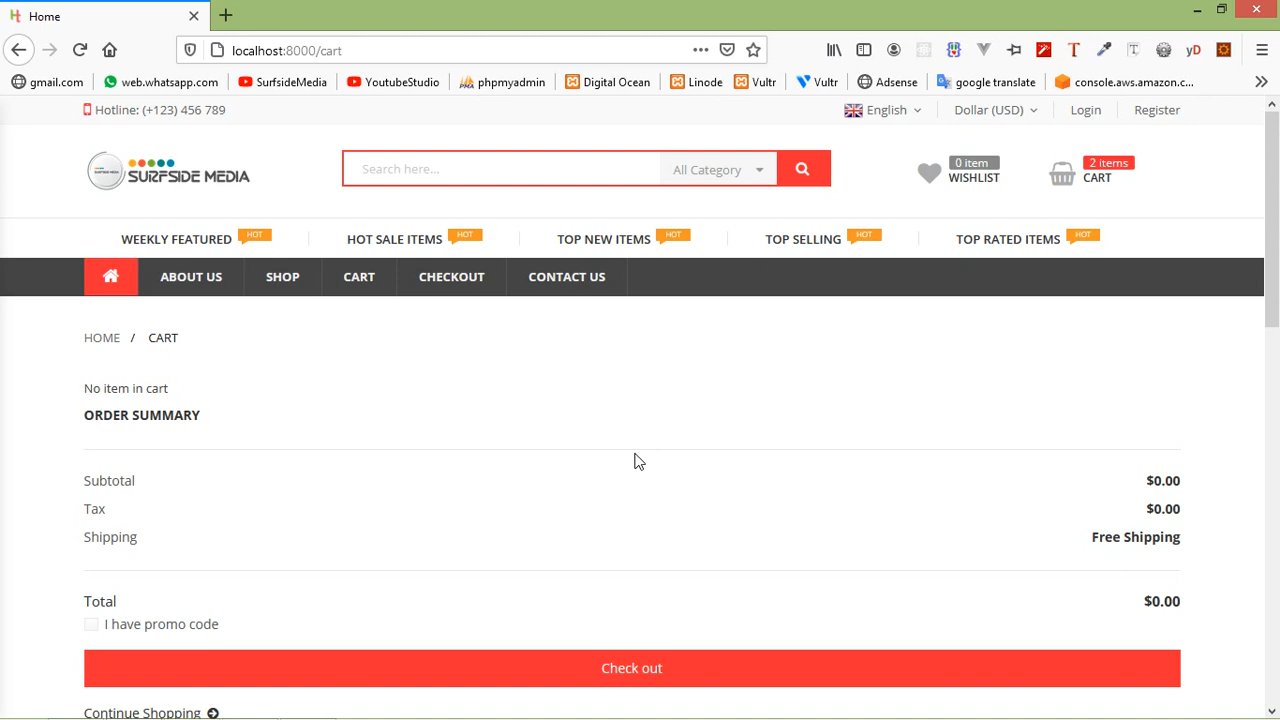 Home
localhost:8000/cart
gmail.com web.whatsapp.com SurfsideMedia YoutubeStudio phpmyadmin Digital Ocean Linode Vultr Vultr Adsense google translate console.aws.amazon.c...
Hotline: (+123) 456 789 English Dollar (USD) Login Register
SURFSIDE MEDIA Search here... All Category 0 item WISHLIST 2 items CART
WEEKLY FEATURED HOT HOT SALE ITEMS HOT TOP NEW ITEMS HOT TOP SELLING HOT TOP RATED ITEMS HOT
ABOUT US SHOP CART CHECKOUT CONTACT US
HOME / CART
No item in cart
ORDER SUMMARY
Subtotal $0.00
Tax $0.00
Shipping Free Shipping
Total $0.00
I have promo code
Check out
Continue Shopping